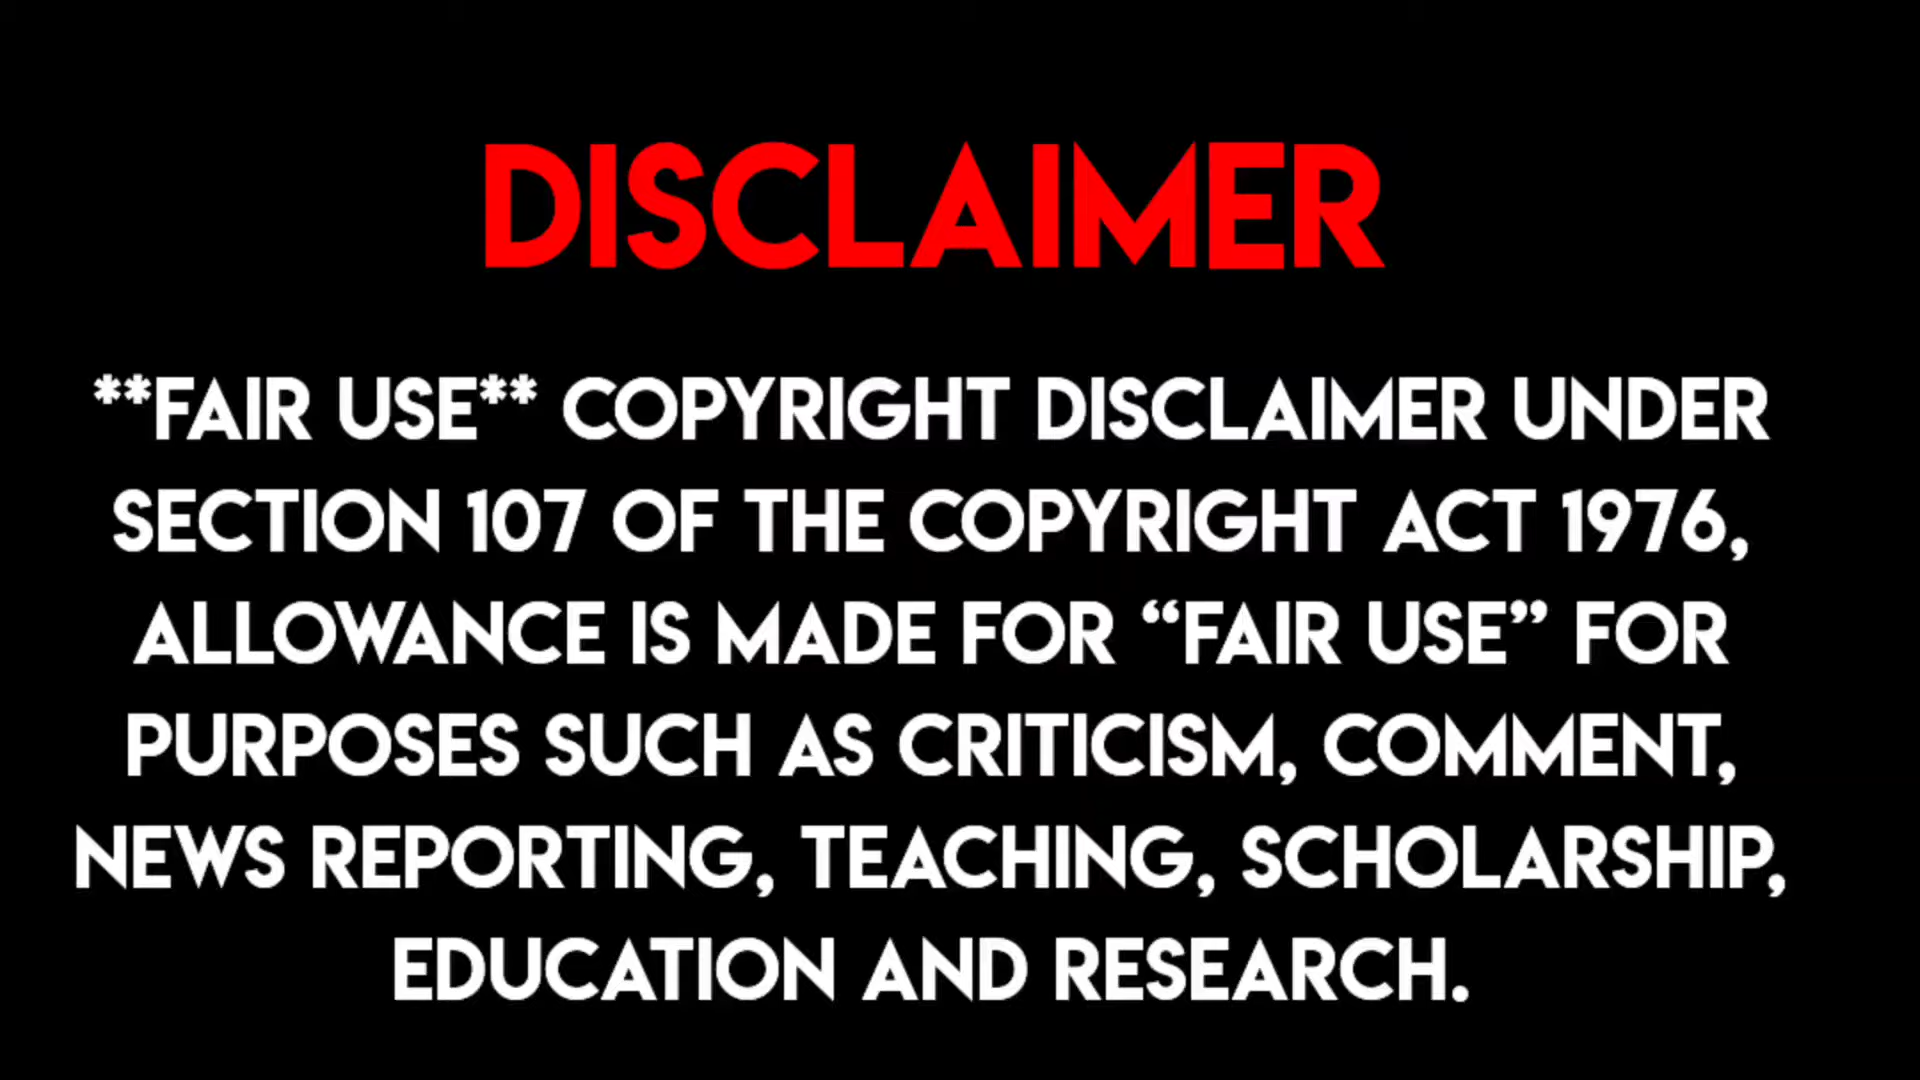 DISCLAIMER
**FAIR USE** COPYRIGHT DISCLAIMER UNDER
SECTION 107 OF THE COPYRIGHT ACT 1976,
ALLOWANCE IS MADE FOR “FAIR USE” FOR
PURPOSES SUCH AS CRITICISM, COMMENT,
NEWS REPORTING, TEACHING, SCHOLARSHIP,
EDUCATION AND RESEARCH.